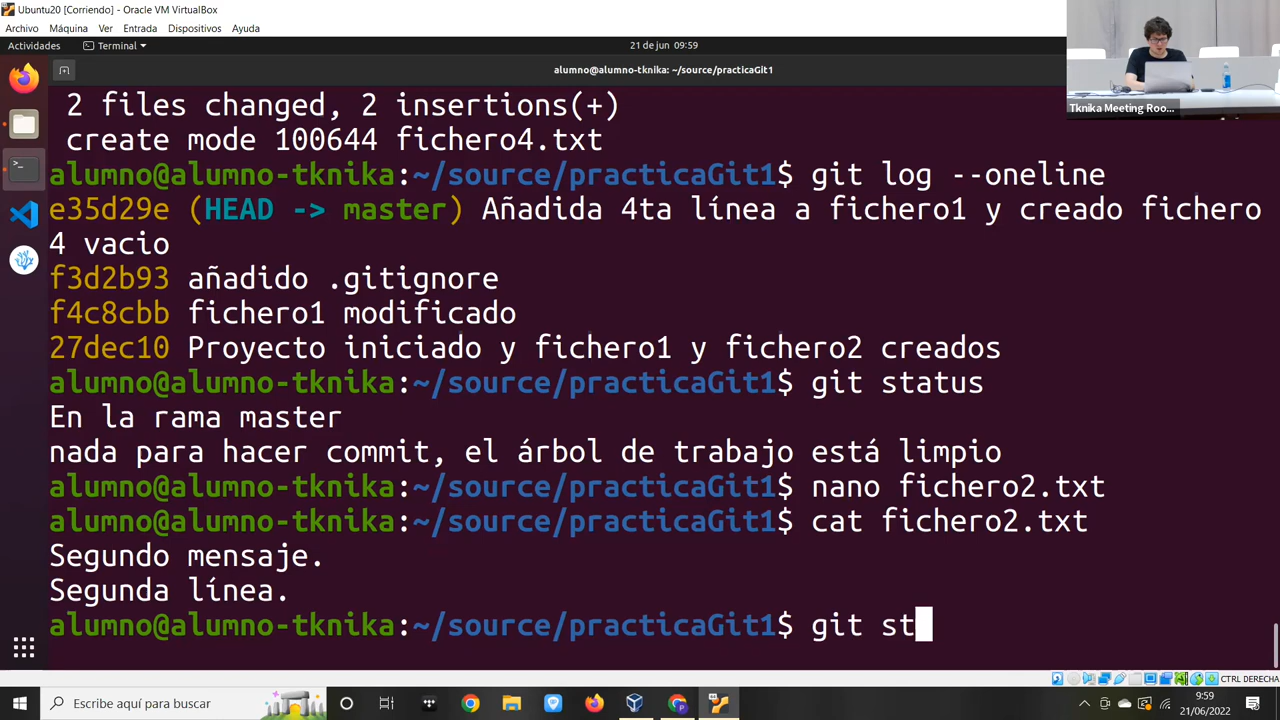 Ubuntu20 [Corriendo] - Oracle VM VirtualBox
Archivo Máquina Ver Entrada Dispositivos Ayuda
Actividades Terminal 21 de jun 09:59
alumno@alumno-tknika: ~/source/practicaGit1
Tknika Meeting Roo...
2 files changed, 2 insertions(+)
create mode 100644 fichero4.txt
alumno@alumno-tknika:~/source/practicaGit1$ git log --oneline
e35d29e (HEAD -> master) Añadida 4ta línea a fichero1 y creado fichero
4 vacio
f3d2b93 añadido .gitignore
f4c8cbb fichero1 modificado
27dec10 Proyecto iniciado y fichero1 y fichero2 creados
alumno@alumno-tknika:~/source/practicaGit1$ git status
En la rama master
nada para hacer commit, el árbol de trabajo está limpio
alumno@alumno-tknika:~/source/practicaGit1$ nano fichero2.txt
alumno@alumno-tknika:~/source/practicaGit1$ cat fichero2.txt
Segundo mensaje.
Segunda línea.
alumno@alumno-tknika:~/source/practicaGit1$ git st
CTRL DERECHA
Escribe aquí para buscar
9:59
21/06/2022